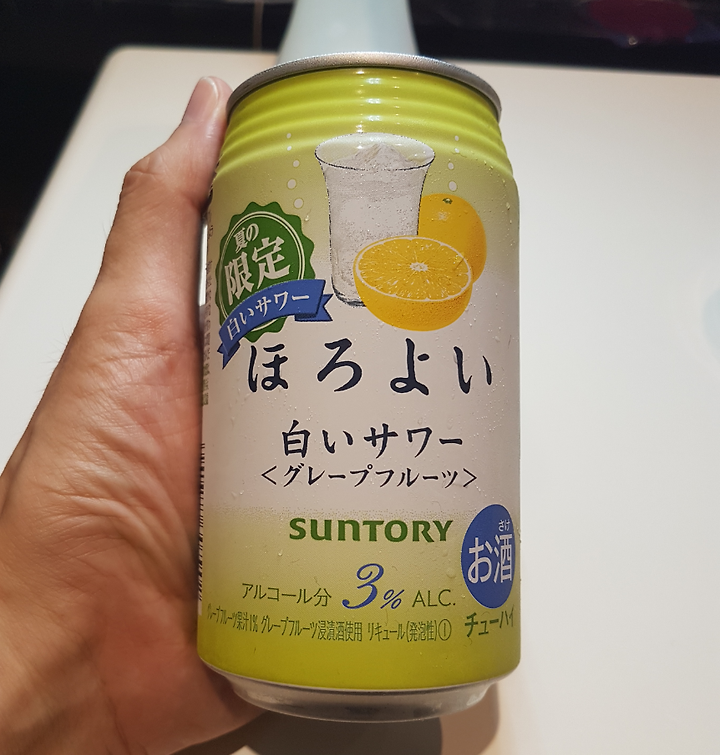 夏の
限定
白いサワー
ほろよい
白いサワー
<グレープフルーツ>
SUNTORY
さけ
お酒
アルコール分 3% ALC.
チューハイ
グレープフルーツ果汁1% グレープフルーツ浸漬酒使用 リキュール(発泡性)①